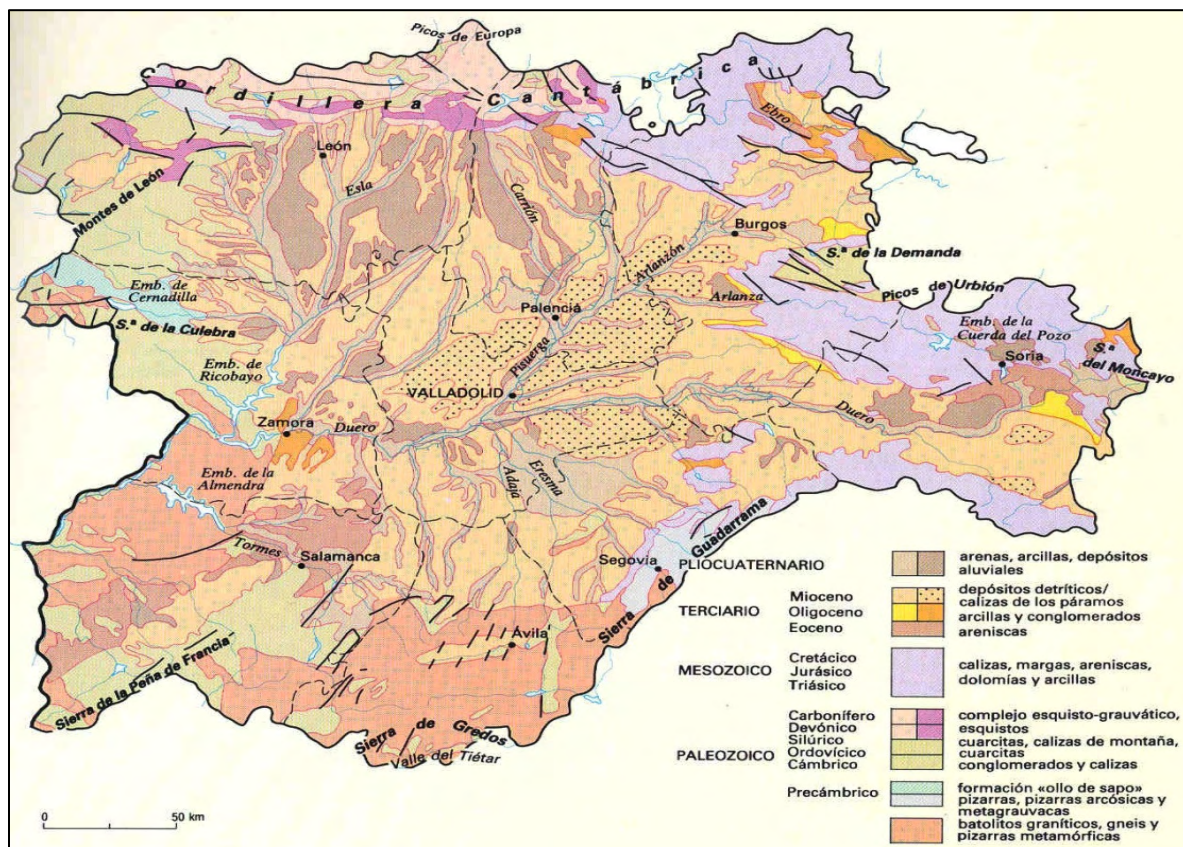 Picos de Europa
Cordillera Cantábrica
Ebro
León
Esla
Carrión
Montes de León
Burgos
Arlanzón
S.ª de la Demanda
Emb. de
Cernadilla
Palencia
Arlanza
Picos de Urbión
S.ª de la Culebra
Pisuerga
Emb. de la
Cuerda del Pozo
Soria
S.ª
del Moncayo
Emb. de
Ricobayo
VALLADOLID
Zamora
Duero
Duero
Emb. de la
Almendra
Adaja
Eresma
Tormes
Salamanca
Segovia
Sierra de Guadarrama
Ávila
Sierra de la Peña de Francia
Sierra de Gredos
Valle del Tiétar
PLIOCUATERNARIO
arenas, arcillas, depósitos
aluviales
TERCIARIO
Mioceno
Oligoceno
Eoceno
depósitos detríticos/
calizas de los páramos
arcillas y conglomerados
areniscas
MESOZOICO
Cretácico
Jurásico
Triásico
calizas, margas, areniscas,
dolomías y arcillas
PALEOZOICO
Carbonífero
Devónico
Silúrico
Ordovícico
Cámbrico
complejo esquisto-grauvático,
esquistos
cuarcitas, calizas de montaña,
cuarcitas
conglomerados y calizas
Precámbrico
formación «ollo de sapo»
pizarras, pizarras arcósicas y
metagrauvacas
batolitos graníticos, gneis y
pizarras metamórficas
0 50 km